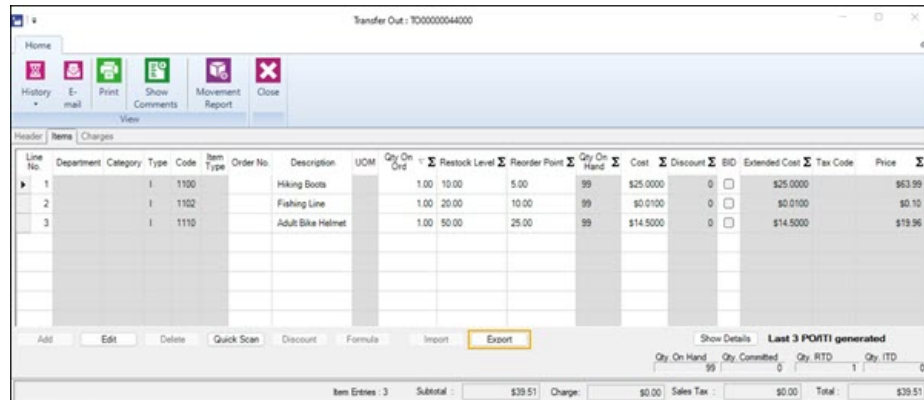 Transfer Out : TO00000044000
Home
History E-mail Print Show Comments Movement Report Close
View
Header Items Charges
Line No. Department Category Type Code Item Type Order No. Description UOM Qty On Ord Σ Restock Level Σ Reorder Point Σ Qty On Hand Σ Cost Σ Discount Σ BID Extended Cost Σ Tax Code Price Σ
1 I 1100 Hiking Boots 1.00 10.00 5.00 99 $25.0000 0 $25.0000 $63.99
2 I 1102 Fishing Line 1.00 20.00 10.00 99 $0.0100 0 $0.0100 $0.10
3 I 1110 Adult Bike Helmet 1.00 50.00 25.00 99 $14.5000 0 $14.5000 $19.96
Add Edit Delete Quick Scan Discount Formula Import Export Show Details Last 3 PO/ITI generated
Qty. On Hand Qty. Committed Qty. RTD Qty. ITD
99 0 1 0
Item Entries : 3 Subtotal : $39.51 Charge: $0.00 Sales Tax : $0.00 Total : $39.51